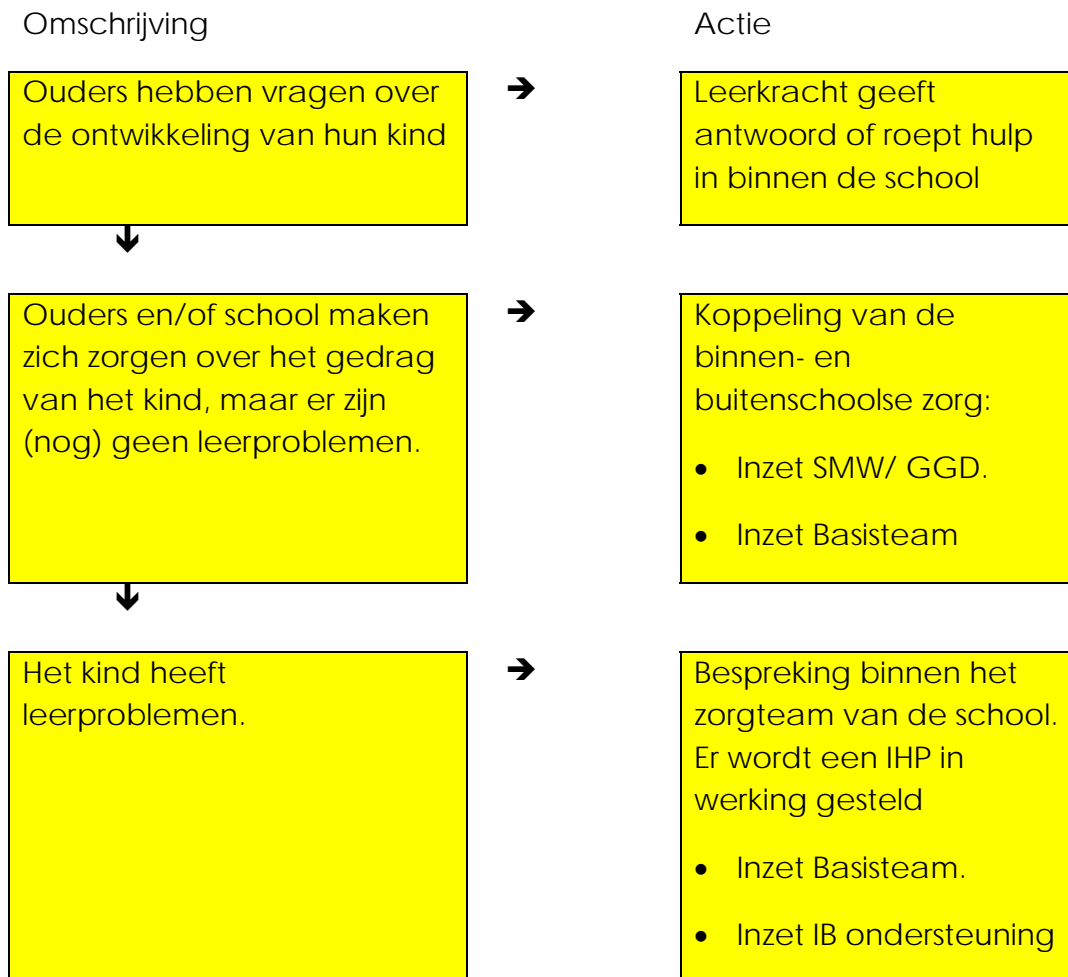 Omschrijving
Actie
Ouders hebben vragen over
de ontwikkeling van hun kind
➔
Leerkracht geeft
antwoord of roept hulp
in binnen de school
Ouders en/of school maken
zich zorgen over het gedrag
van het kind, maar er zijn
(nog) geen leerproblemen.
➔
Koppeling van de
binnen- en
buitenschoolse zorg:
• Inzet SMW/ GGD.
• Inzet Basisteam
Het kind heeft
leerproblemen.
➔
Bespreking binnen het
zorgteam van de school.
Er wordt een IHP in
werking gesteld
• Inzet Basisteam.
• Inzet IB ondersteuning